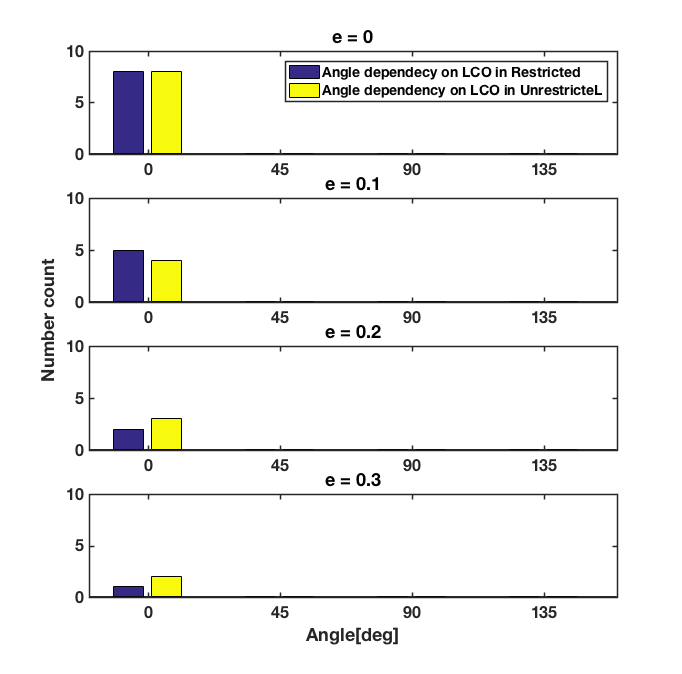 e = 0
10
5
0
Angle dependecy on LCO in Restricted
Angle dependency on LCO in UnrestricteL
0 45 90 135
e = 0.1
10
5
0
0 45 90 135
Number count
e = 0.2
10
5
0
0 45 90 135
e = 0.3
10
5
0
0 45 90 135
Angle[deg]